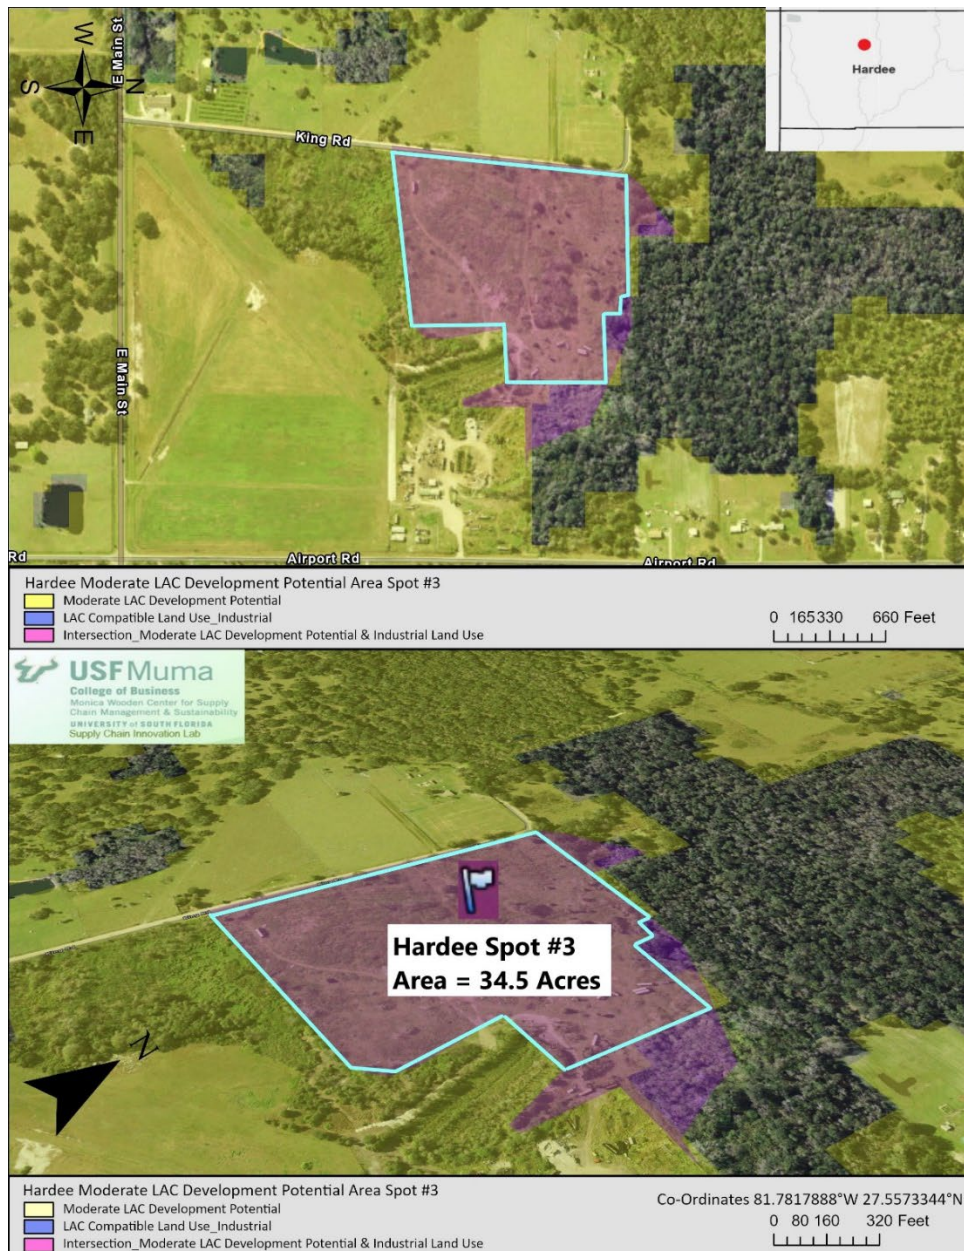 W
N
S
E
E Main St
Hardee
King Rd
E Main St
Rd
Airport Rd
Airport Rd
Hardee Moderate LAC Development Potential Area Spot #3
Moderate LAC Development Potential
LAC Compatible Land Use_Industrial
Intersection_Moderate LAC Development Potential & Industrial Land Use
0 165330 660 Feet
USF Muma
College of Business
Monica Wooden Center for Supply
Chain Management & Sustainability
UNIVERSITY of SOUTH FLORIDA
Supply Chain Innovation Lab
Hardee Spot #3
Area = 34.5 Acres
N
Hardee Moderate LAC Development Potential Area Spot #3
Moderate LAC Development Potential
LAC Compatible Land Use_Industrial
Intersection_Moderate LAC Development Potential & Industrial Land Use
Co-Ordinates 81.7817888°W 27.5573344°N
0 80 160 320 Feet